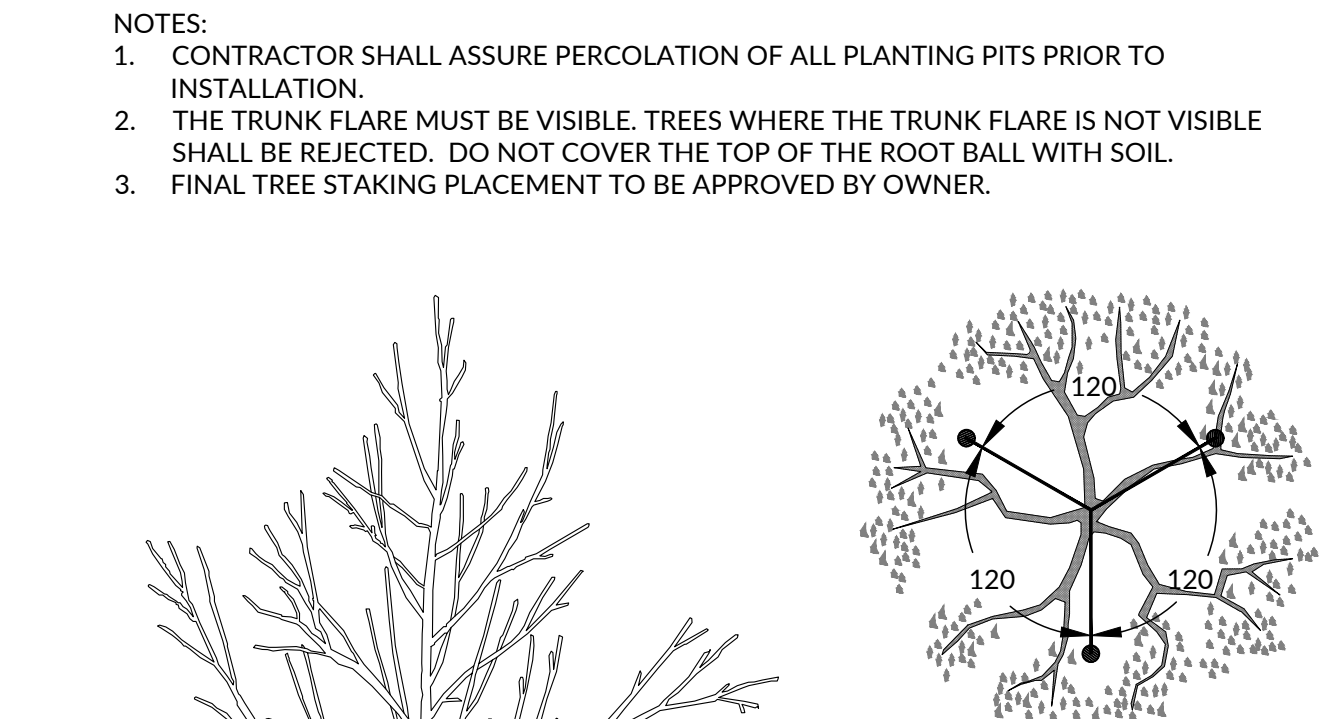 NOTES:
1. CONTRACTOR SHALL ASSURE PERCOLATION OF ALL PLANTING PITS PRIOR TO
INSTALLATION.
2. THE TRUNK FLARE MUST BE VISIBLE. TREES WHERE THE TRUNK FLARE IS NOT VISIBLE
SHALL BE REJECTED. DO NOT COVER THE TOP OF THE ROOT BALL WITH SOIL.
3. FINAL TREE STAKING PLACEMENT TO BE APPROVED BY OWNER.
120
120
120